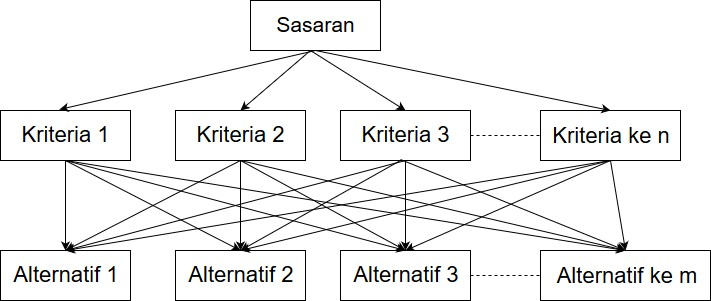 Sasaran
Kriteria 1
Kriteria 2
Kriteria 3
Kriteria ke n
Alternatif 1
Alternatif 2
Alternatif 3
Alternatif ke m